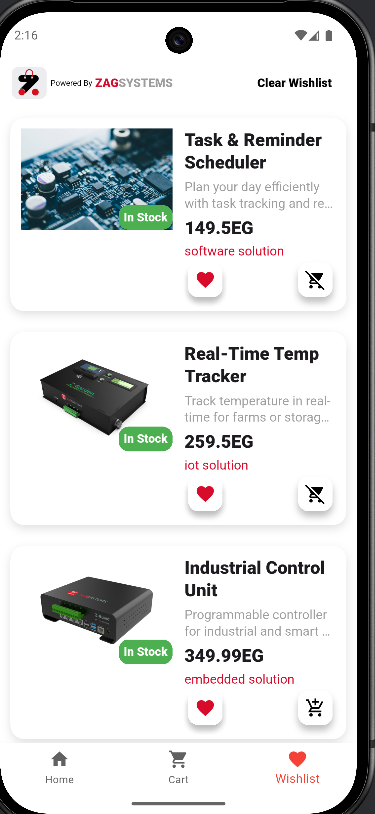 2:16
Powered By ZAGSYSTEMS
Clear Wishlist
Task & Reminder
Scheduler
Plan your day efficiently
with task tracking and re...
In Stock
149.5EG
software solution
Real-Time Temp
Tracker
Track temperature in real-
time for farms or storag...
In Stock
259.5EG
iot solution
Industrial Control
Unit
Programmable controller
for industrial and smart ...
In Stock
349.99EG
embedded solution
Home
Cart
Wishlist